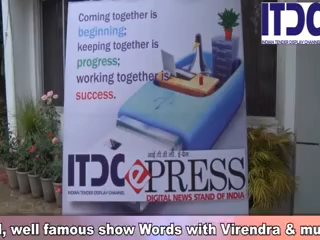 Coming together is
beginning;
keeping together is
progress;
working together is
success.
ITDC
INDIAN TENDER DISPLAY CHANNEL
ITDC
INDIAN TENDER DISPLAY CHANNEL
ePRESS
DIGITAL NEWS STAND OF INDIA
, well famous show Words with Virendra & mu